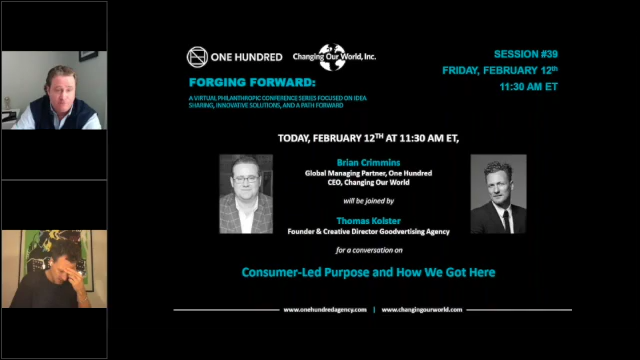 ONE HUNDRED
Changing Our World, Inc.
SESSION #39
FRIDAY, FEBRUARY 12th
11:30 AM ET
FORGING FORWARD:
A VIRTUAL PHILANTHROPIC CONFERENCE SERIES FOCUSED ON IDEA
SHARING, INNOVATIVE SOLUTIONS, AND A PATH FORWARD
TODAY, FEBRUARY 12TH AT 11:30 AM ET,
Brian Crimmins
Global Managing Partner, One Hundred
CEO, Changing Our World
will be joined by
Thomas Kolster
Founder & Creative Director Goodvertising Agency
for a conversation on
Consumer-Led Purpose and How We Got Here
www.onehundredagency.com | www.changingourworld.com